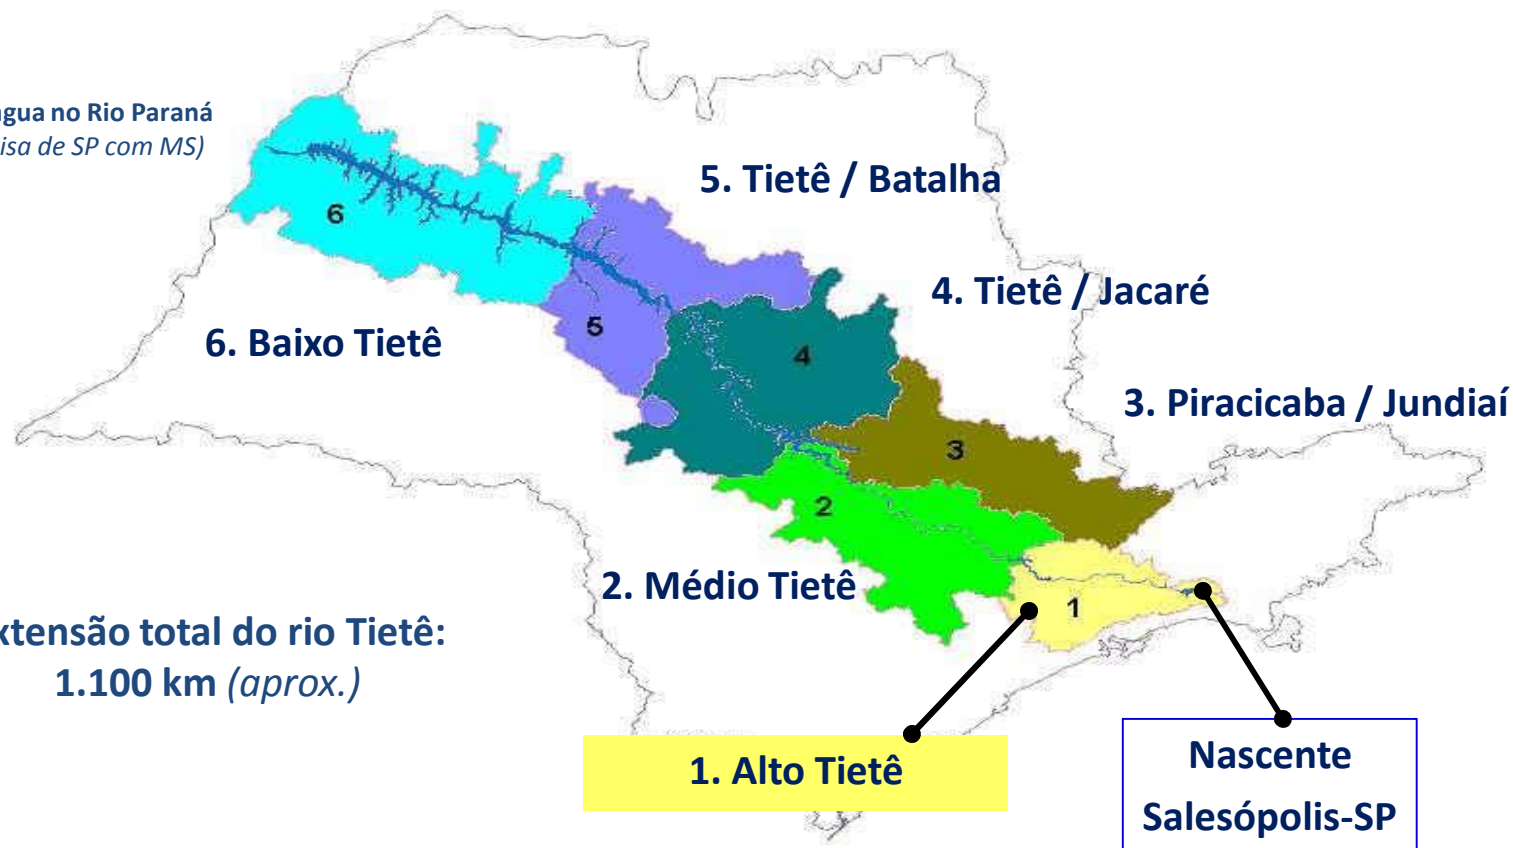 água no Rio Paraná
isa de SP com MS)
5. Tietê / Batalha
4. Tietê / Jacaré
6. Baixo Tietê
3. Piracicaba / Jundiaí
2. Médio Tietê
xtensão total do rio Tietê:
1.100 km (aprox.)
1. Alto Tietê
Nascente
Salesópolis-SP
6
5
4
3
2
1